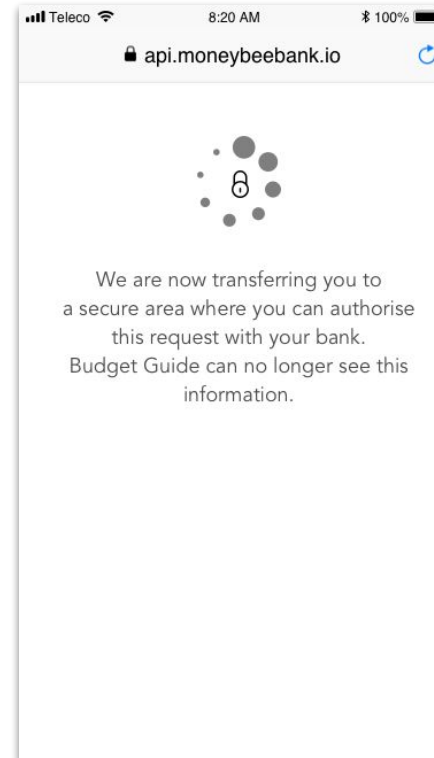 Teleco 8:20 AM 100%
api.moneybeebank.io
We are now transferring you to
a secure area where you can authorise
this request with your bank.
Budget Guide can no longer see this
information.